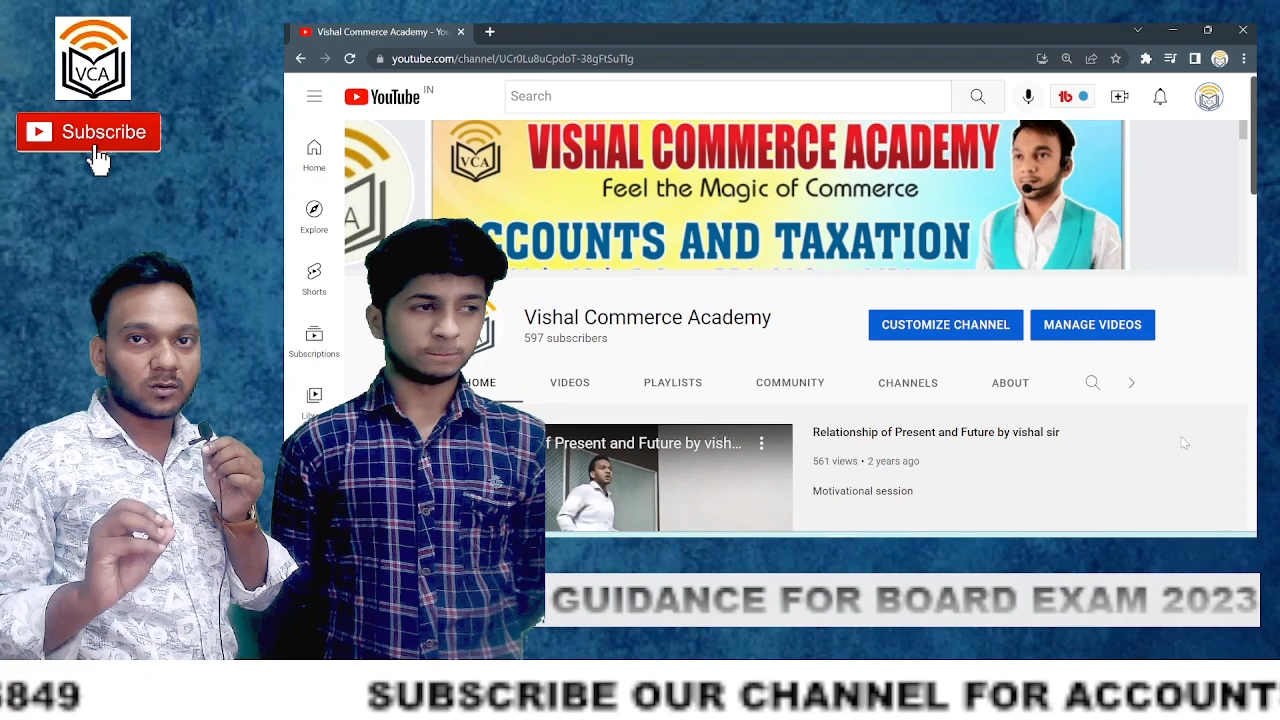 VCA
Subscribe
Vishal Commerce Academy - You
youtube.com/channel/UCr0Lu8uCpdoT-38gFtSuTlg
YouTube IN
Search
Home
Explore
Shorts
Subscriptions
VCA
VISHAL COMMERCE ACADEMY
Feel the Magic of Commerce
CCOUNTS AND TAXATION
Vishal Commerce Academy
597 subscribers
CUSTOMIZE CHANNEL
MANAGE VIDEOS
HOME VIDEOS PLAYLISTS COMMUNITY CHANNELS ABOUT
f Present and Future by vish...
Relationship of Present and Future by vishal sir
561 views • 2 years ago
Motivational session
GUIDANCE FOR BOARD EXAM 2023
6849 SUBSCRIBE OUR CHANNEL FOR ACCOUNT